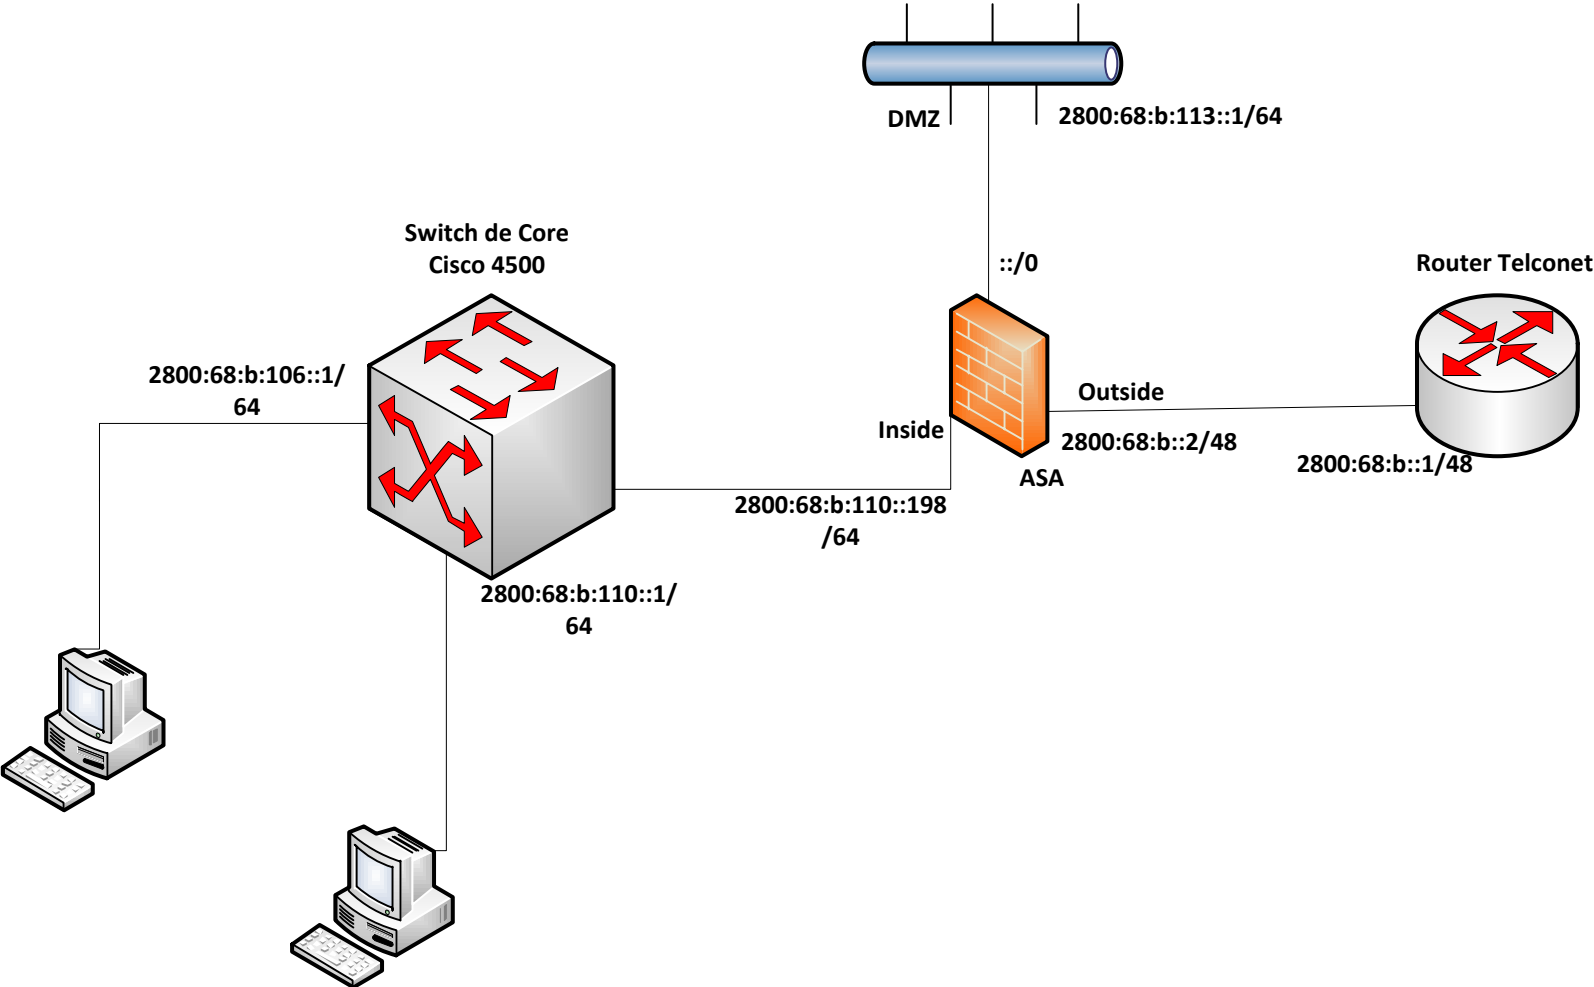 DMZ
2800:68:b:113::1/64
Switch de Core
Cisco 4500
::/0
Router Telconet
2800:68:b:106::1/
64
Outside
Inside
2800:68:b::2/48
2800:68:b::1/48
ASA
2800:68:b:110::198
/64
2800:68:b:110::1/
64